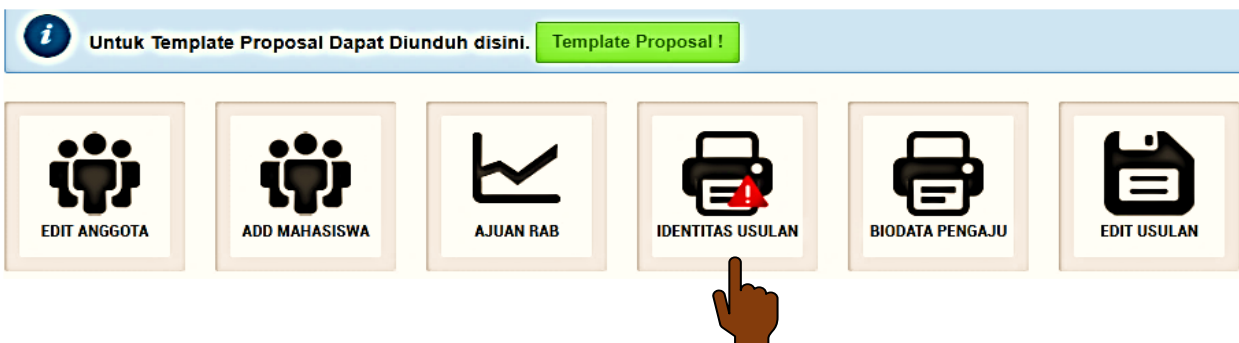 Untuk Template Proposal Dapat Diunduh disini. Template Proposal !
EDIT ANGGOTA
ADD MAHASISWA
AJUAN RAB
IDENTITAS USULAN
BIODATA PENGAJU
EDIT USULAN